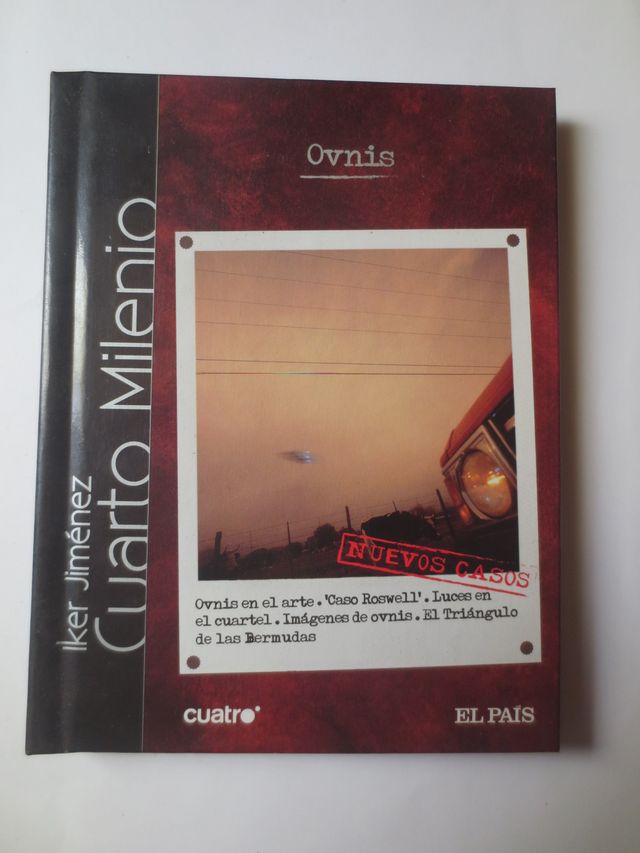 Ovnis
Iker Jiménez
Cuarto Milenio
NUEVOS CASOS
Ovnis en el arte.'Caso Roswell'.Luces en
el cuartel.Imágenes de ovnis.El Triángulo
de las Bermudas
cuatro
EL PAÍS